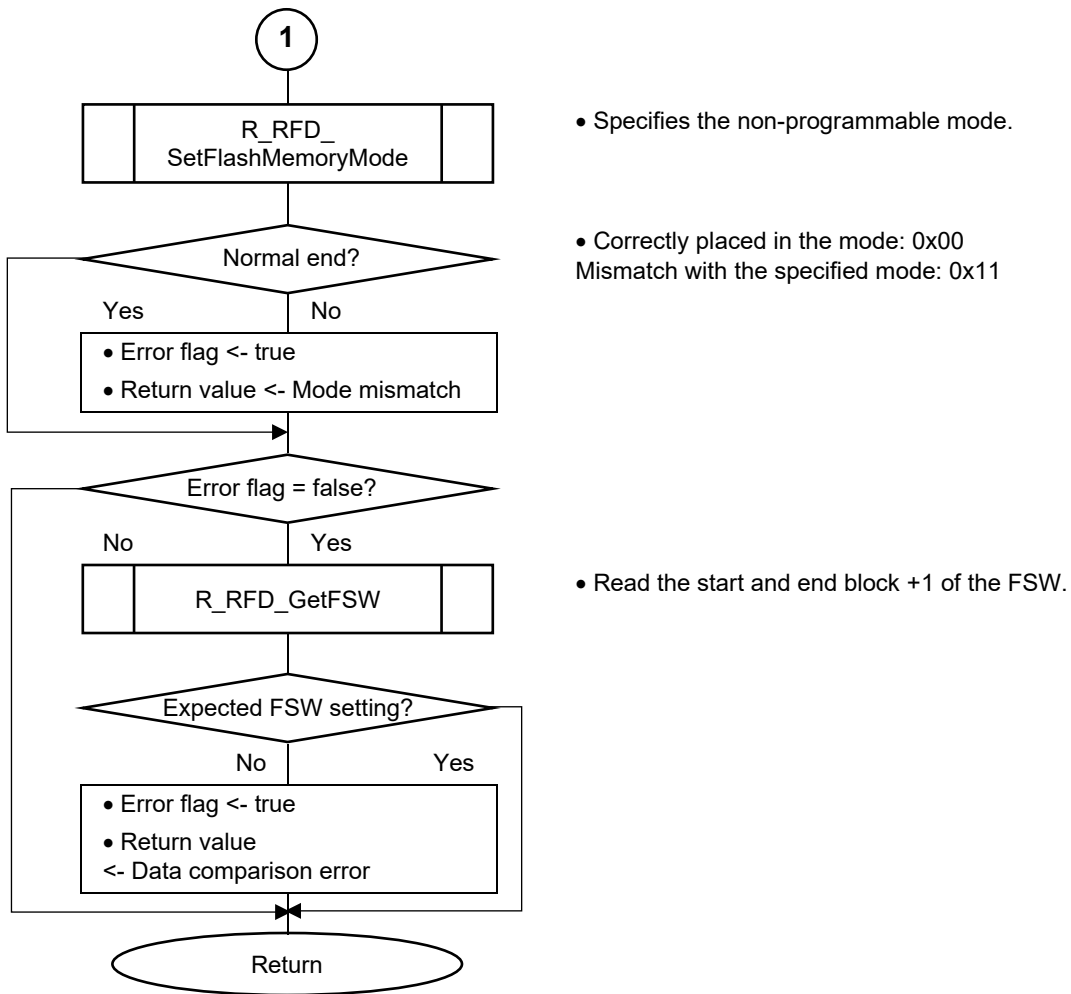 1
R_RFD_
SetFlashMemoryMode
• Specifies the non-programmable mode.
Normal end?
• Correctly placed in the mode: 0x00
Mismatch with the specified mode: 0x11
Yes No
• Error flag <- true
• Return value <- Mode mismatch
Error flag = false?
No Yes
R_RFD_GetFSW
• Read the start and end block +1 of the FSW.
Expected FSW setting?
No Yes
• Error flag <- true
• Return value
<- Data comparison error
Return